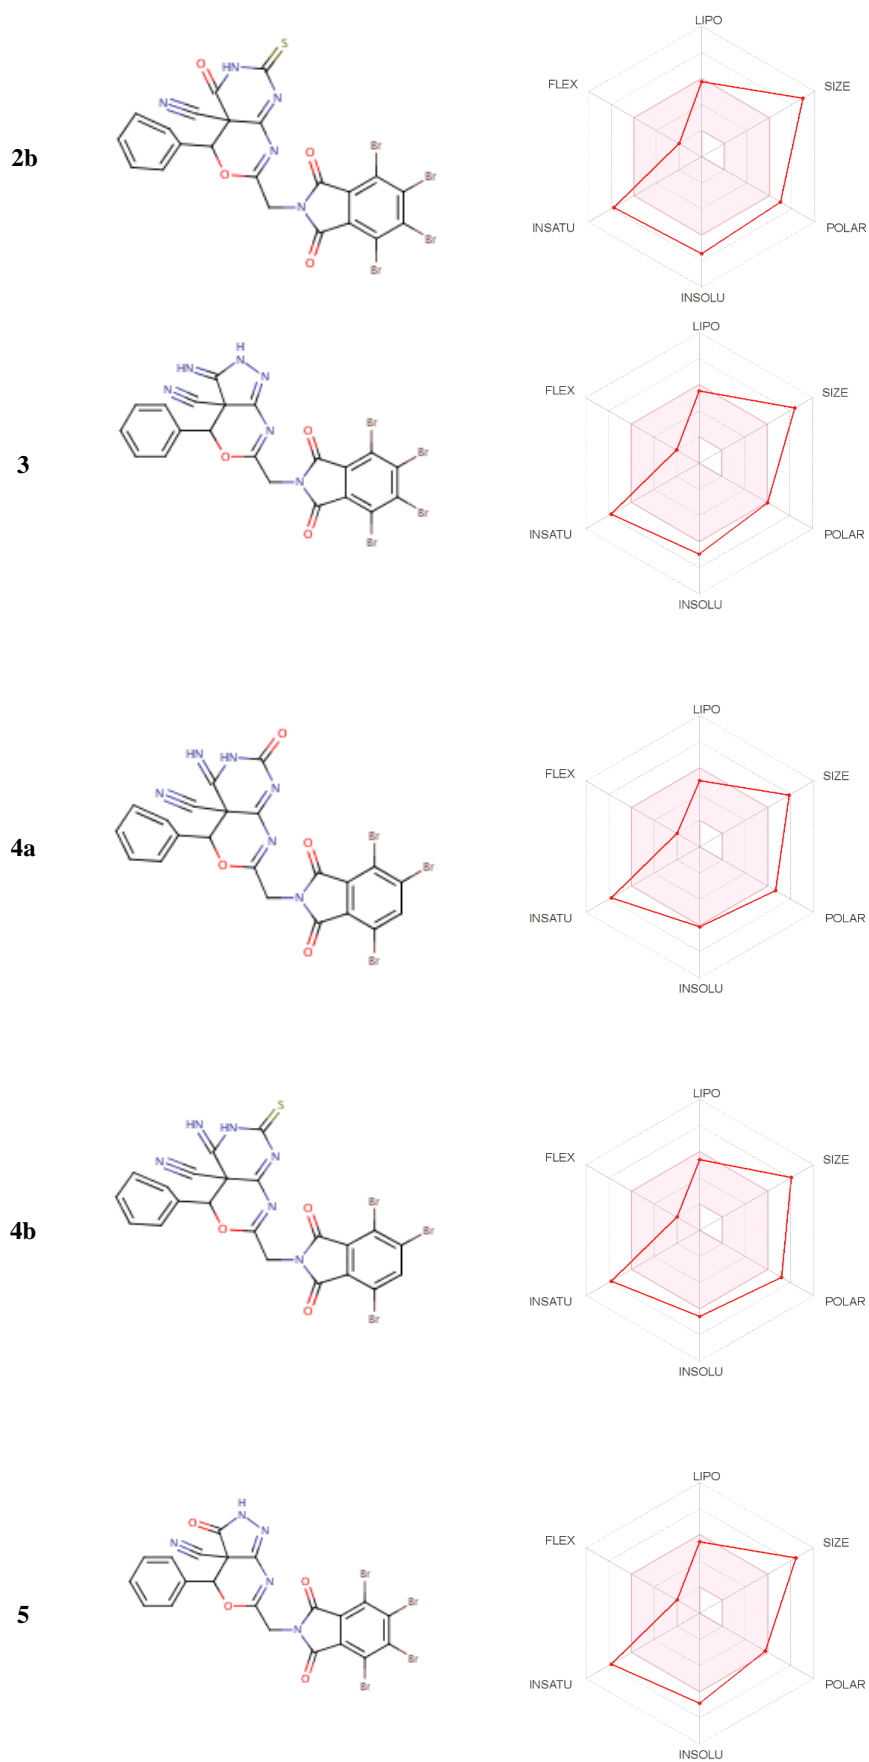 2b
S
O
HN
N
N
N
O
O
N
O
Br
Br
Br
Br
LIPO
FLEX
SIZE
INSATU
POLAR
INSOLU
3
H
N
HN
N
N
N
O
O
N
O
Br
Br
Br
Br
LIPO
FLEX
SIZE
INSATU
POLAR
INSOLU
4a
O
HN
HN
N
N
N
O
O
N
O
Br
Br
Br
LIPO
FLEX
SIZE
INSATU
POLAR
INSOLU
4b
S
HN
HN
N
N
N
O
O
N
O
Br
Br
Br
LIPO
FLEX
SIZE
INSATU
POLAR
INSOLU
5
H
N
O
N
N
N
O
O
N
O
Br
Br
Br
Br
LIPO
FLEX
SIZE
INSATU
POLAR
INSOLU